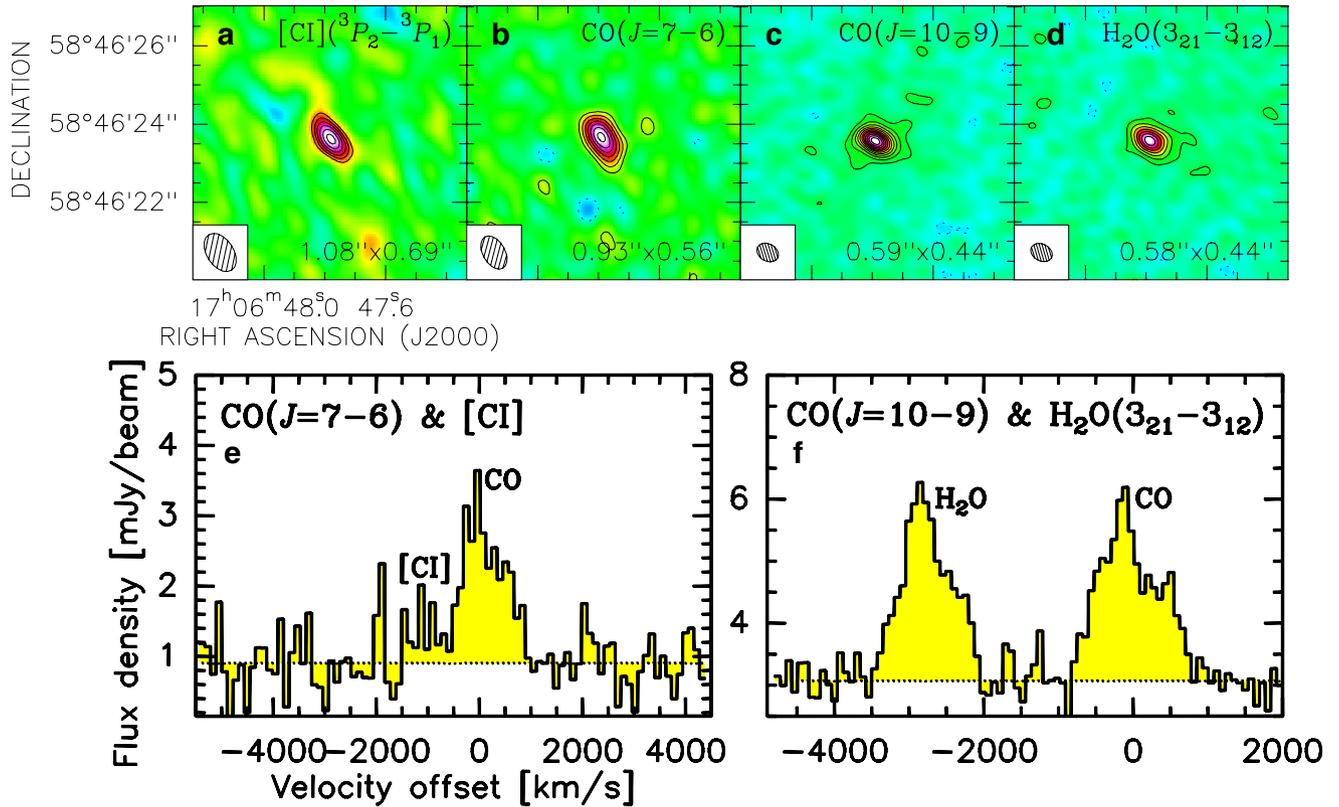 a [CI](³P₂−³P₁) b CO(J=7−6) c CO(J=10−9) d H₂O(3₂₁−3₁₂)
DECLINATION
58°46'26"
58°46'24"
58°46'22"
1.08"x0.69" 0.93"x0.56" 0.59"x0.44" 0.58"x0.44"
17ʰ06ᵐ48ˢ.0 47ˢ.6
RIGHT ASCENSION (J2000)
Flux density [mJy/beam]
5 8
CO(J=7−6) & [CI] CO(J=10−9) & H₂O(3₂₁−3₁₂)
4 e f
CO H₂O CO
3 6
[CI]
2 4
1
−4000 −2000 0 2000 4000 −4000 −2000 0 2000
Velocity offset [km/s]